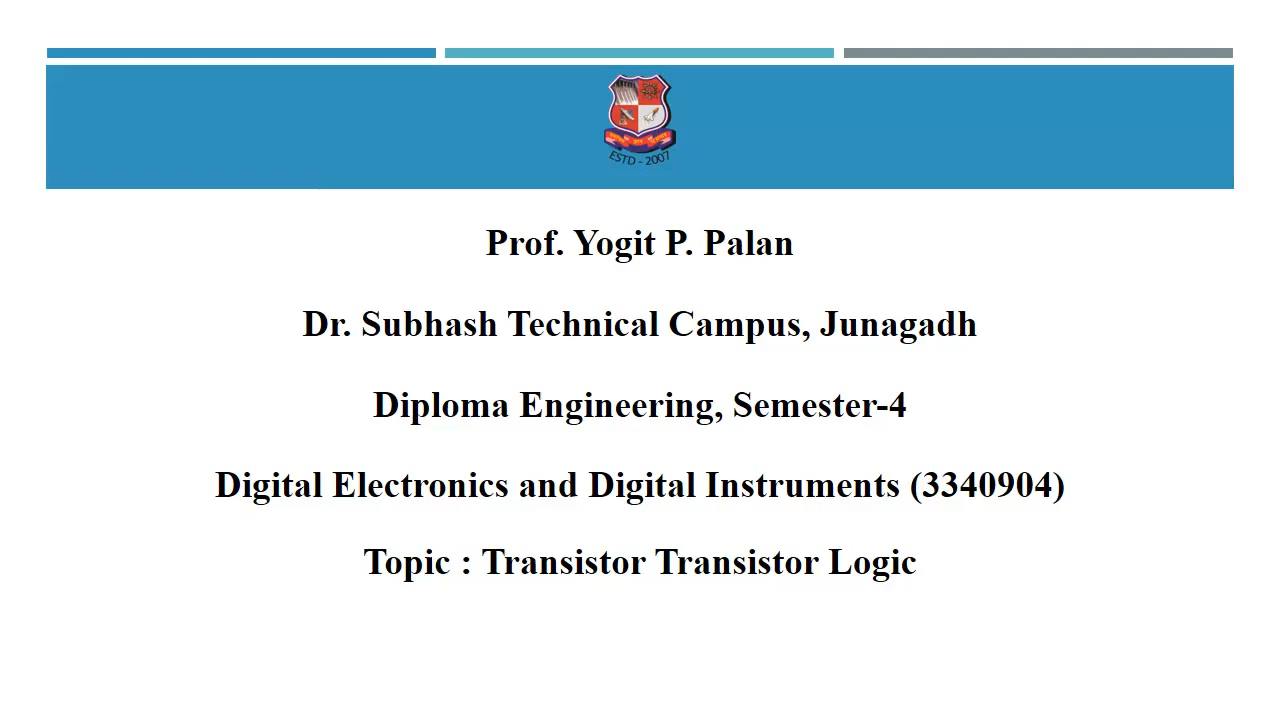 ESTD - 2007
Prof. Yogit P. Palan
Dr. Subhash Technical Campus, Junagadh
Diploma Engineering, Semester-4
Digital Electronics and Digital Instruments (3340904)
Topic : Transistor Transistor Logic